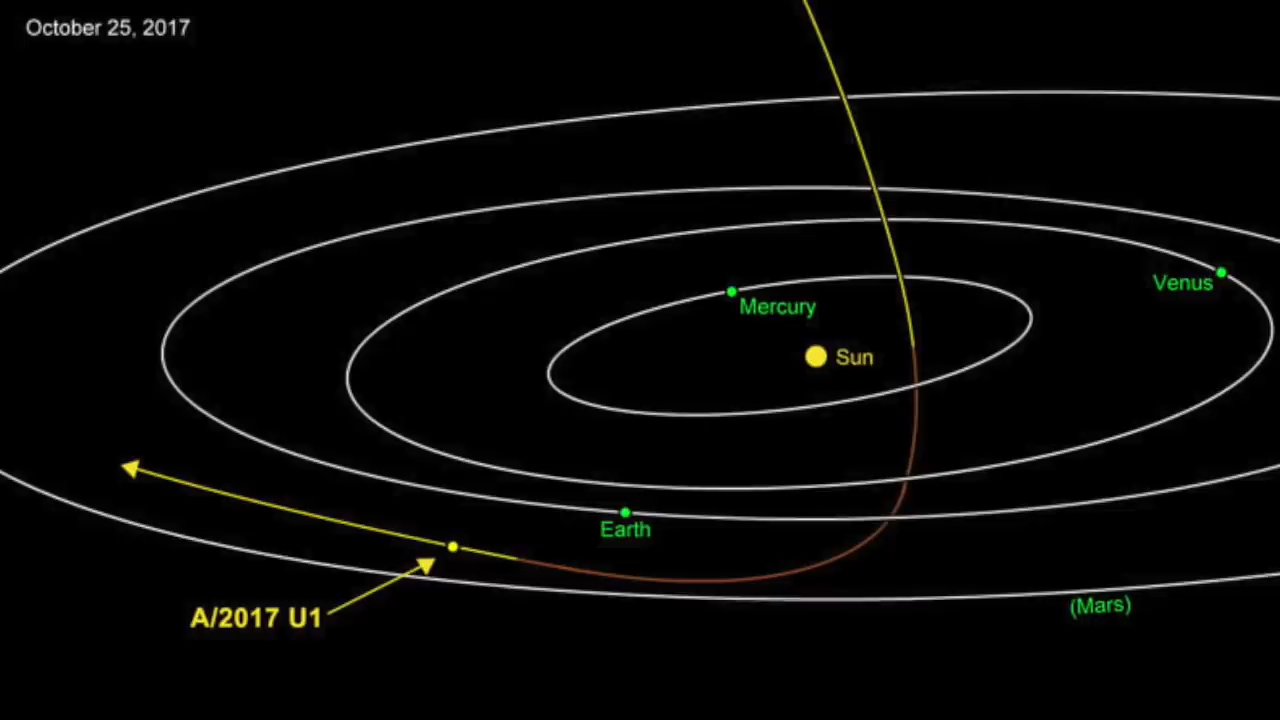 October 25, 2017
Venus
Mercury
Sun
Earth
(Mars)
A/2017 U1